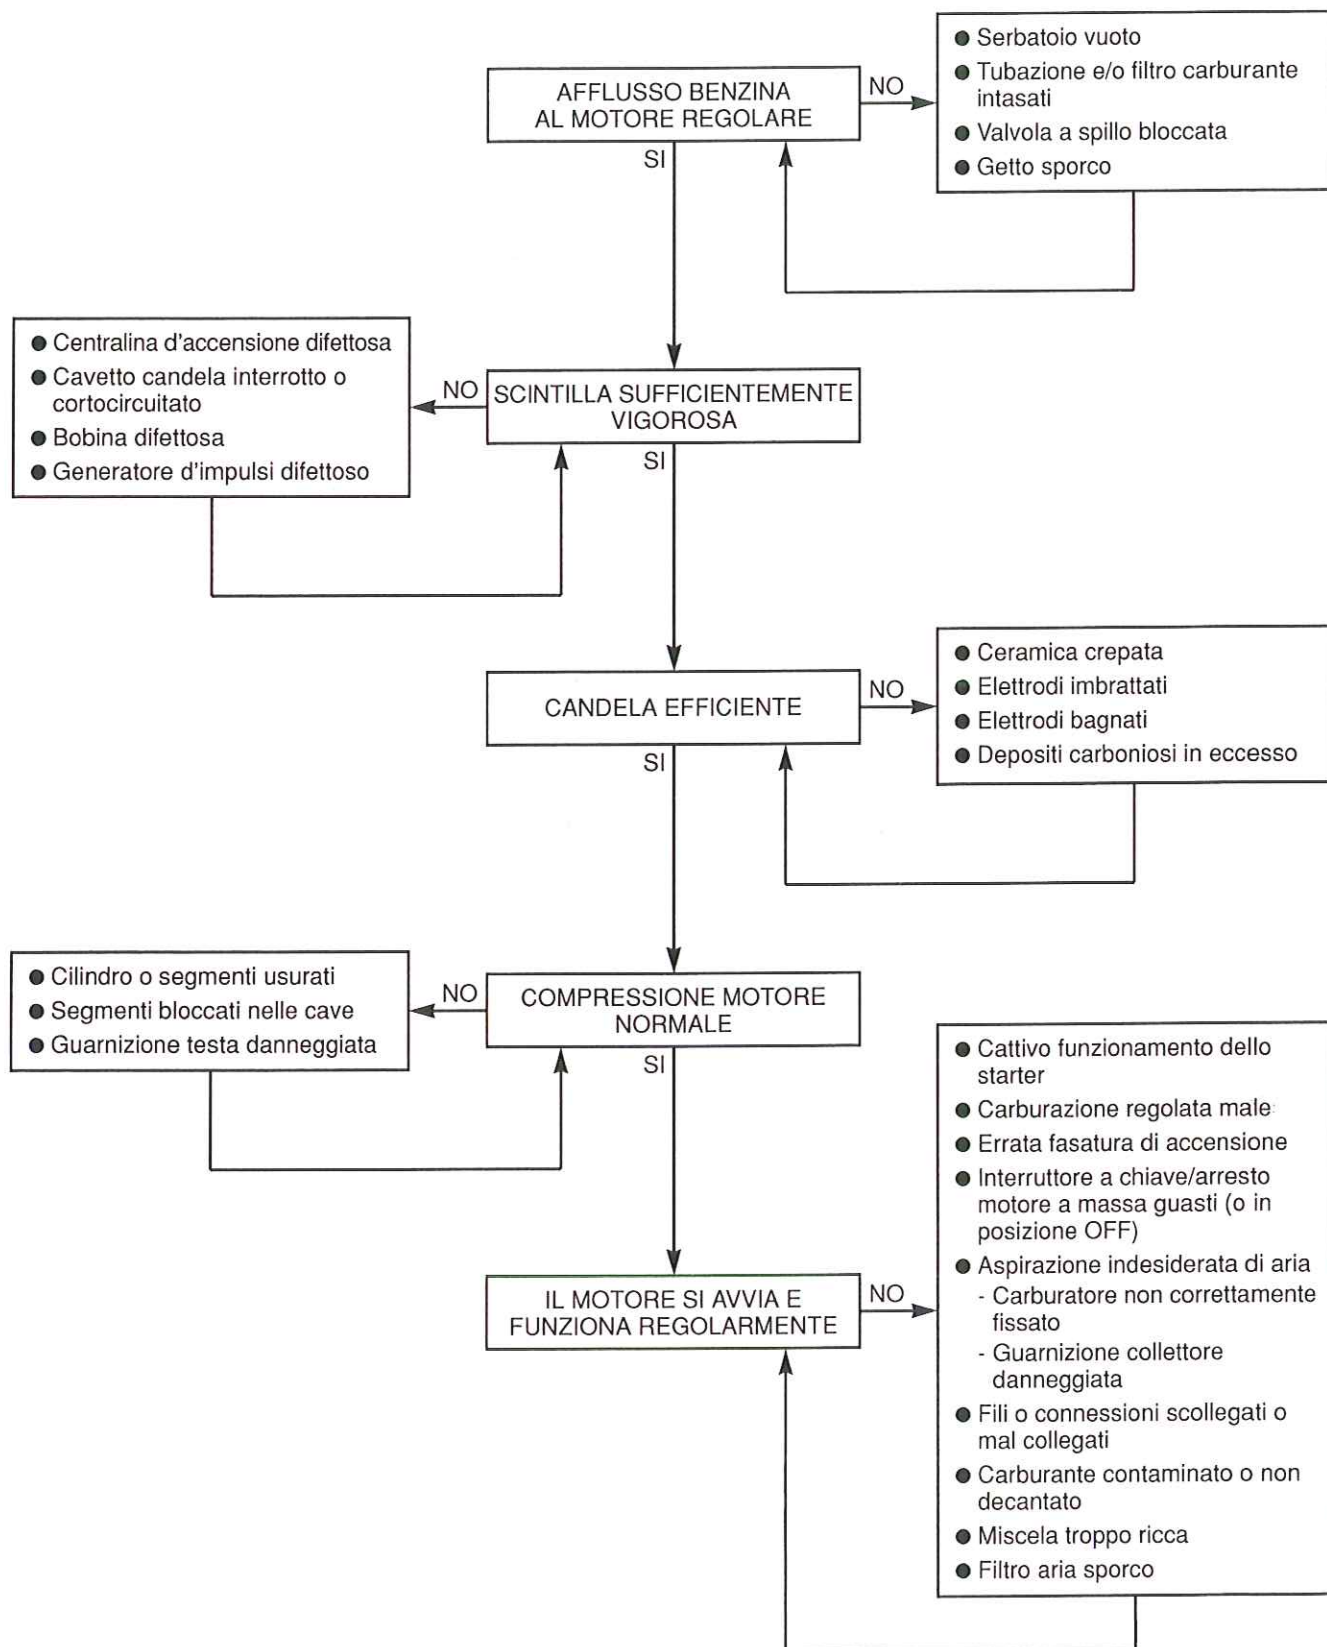 AFFLUSSO BENZINA
AL MOTORE REGOLARE
NO
● Serbatoio vuoto
● Tubazione e/o filtro carburante
intasati
● Valvola a spillo bloccata
● Getto sporco
SI
● Centralina d'accensione difettosa
● Cavetto candela interrotto o
cortocircuitato
● Bobina difettosa
● Generatore d'impulsi difettoso
NO
SCINTILLA SUFFICIENTEMENTE
VIGOROSA
SI
CANDELA EFFICIENTE
NO
● Ceramica crepata
● Elettrodi imbrattati
● Elettrodi bagnati
● Depositi carboniosi in eccesso
SI
● Cilindro o segmenti usurati
● Segmenti bloccati nelle cave
● Guarnizione testa danneggiata
NO
COMPRESSIONE MOTORE
NORMALE
SI
IL MOTORE SI AVVIA E
FUNZIONA REGOLARMENTE
NO
● Cattivo funzionamento dello
starter
● Carburazione regolata male
● Errata fasatura di accensione
● Interruttore a chiave/arresto
motore a massa guasti (o in
posizione OFF)
● Aspirazione indesiderata di aria
- Carburatore non correttamente
fissato
- Guarnizione collettore
danneggiata
● Fili o connessioni scollegati o
mal collegati
● Carburante contaminato o non
decantato
● Miscela troppo ricca
● Filtro aria sporco